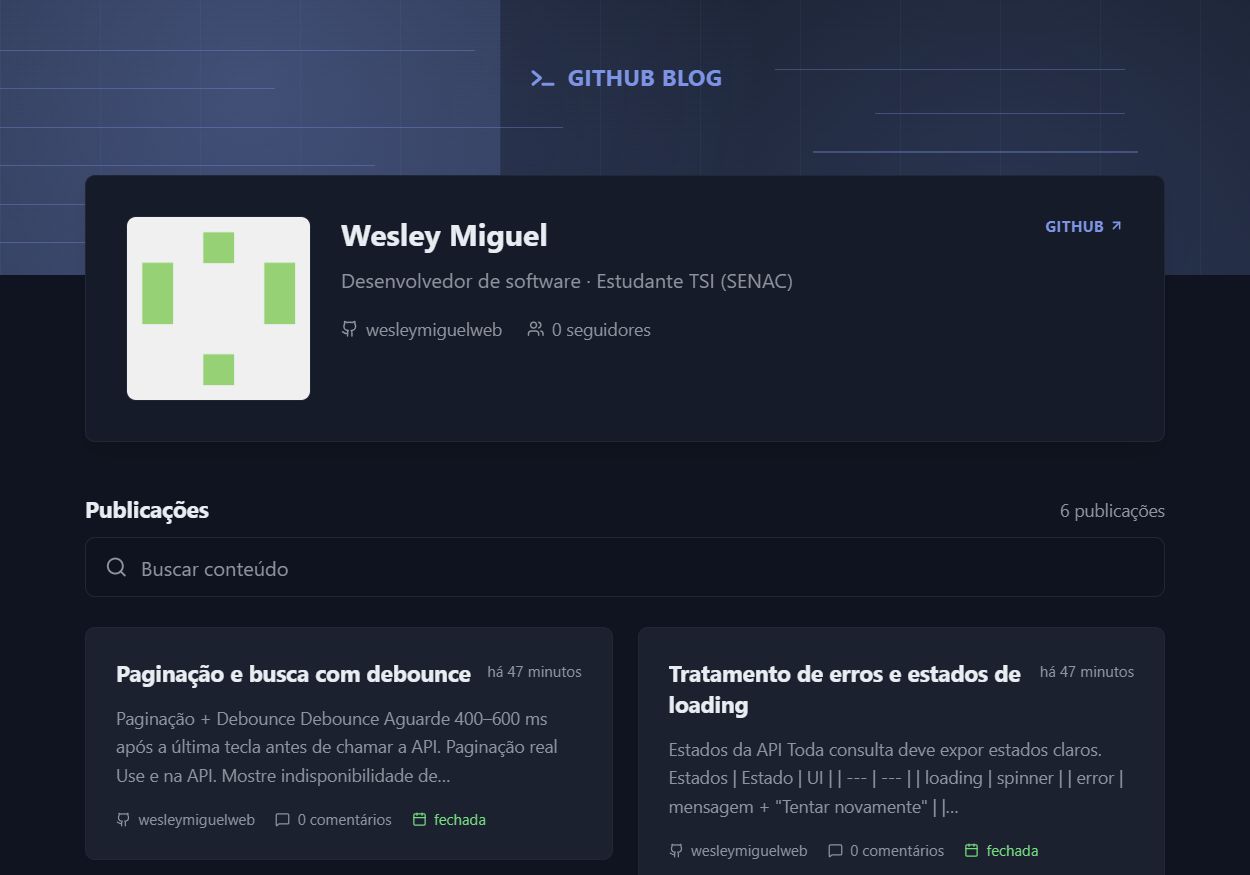 GITHUB BLOG
Wesley Miguel
GITHUB
Desenvolvedor de software · Estudante TSI (SENAC)
wesleymiguelweb 0 seguidores
Publicações 6 publicações
Buscar conteúdo
Paginação e busca com debounce há 47 minutos
Paginação + Debounce Debounce Aguarde 400–600 ms
após a última tecla antes de chamar a API. Paginação real
Use e na API. Mostre indisponibilidade de...
wesleymiguelweb 0 comentários fechada
Tratamento de erros e estados de há 47 minutos
loading
Estados da API Toda consulta deve expor estados claros.
Estados | Estado | UI | | --- | --- | | loading | spinner | | error |
mensagem + "Tentar novamente" | |...
wesleymiguelweb 0 comentários fechada